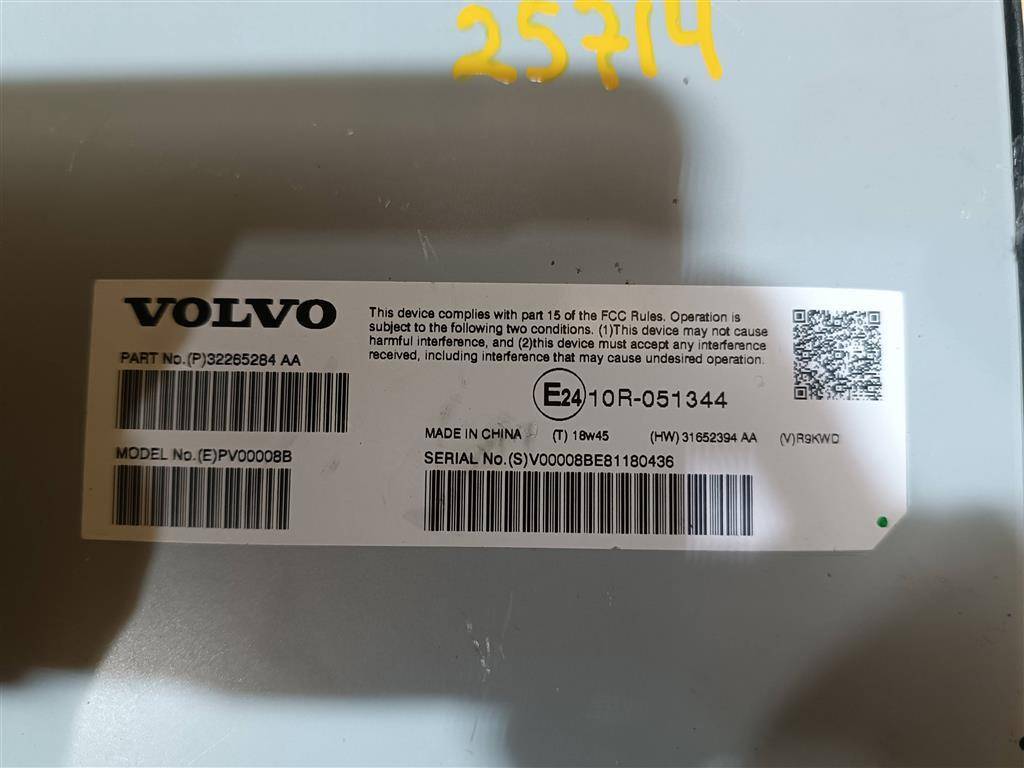 25714
VOLVO
This device complies with part 15 of the FCC Rules. Operation is
subject to the following two conditions. (1)This device may not cause
harmful interference, and (2)this device must accept any interference
received, including interference that may cause undesired operation.
PART No.(P)32265284 AA
E24 10R-051344
MADE IN CHINA (T) 18w45 (HW) 31652394 AA (V)R9KWD
MODEL No.(E)PV00008B
SERIAL No.(S)V00008BE81180436